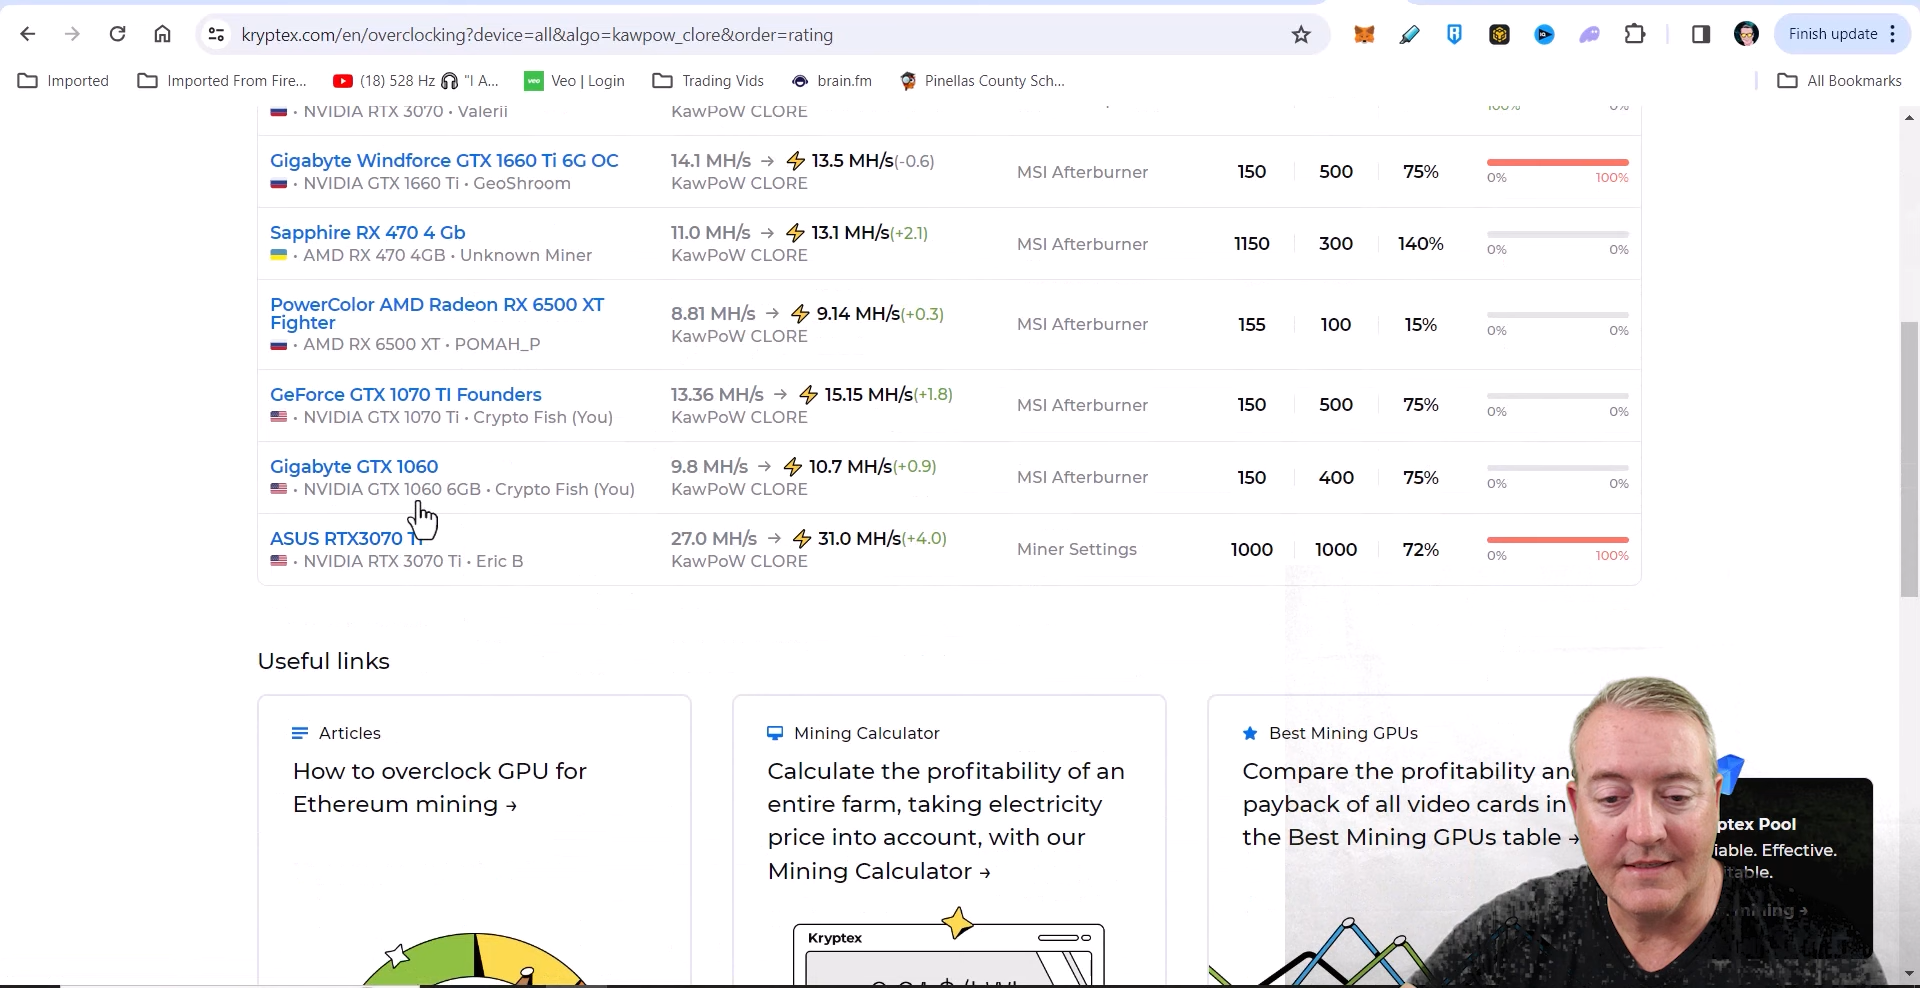 kryptex.com/en/overclocking?device=all&algo=kawpow_clore&order=rating
Finish update
Imported
Imported From Fire...
(18) 528 Hz 🎧 "I A...
veo
Veo | Login
Trading Vids
brain.fm
Pinellas County Sch...
All Bookmarks
• NVIDIA RTX 3070 • Valerii
KawPoW CLORE
100%
0%
Gigabyte Windforce GTX 1660 Ti 6G OC
• NVIDIA GTX 1660 Ti • GeoShroom
14.1 MH/s → ⚡ 13.5 MH/s(-0.6)
KawPoW CLORE
MSI Afterburner
150
500
75%
0%
100%
Sapphire RX 470 4 Gb
• AMD RX 470 4GB • Unknown Miner
11.0 MH/s → ⚡ 13.1 MH/s(+2.1)
KawPoW CLORE
MSI Afterburner
1150
300
140%
0%
0%
PowerColor AMD Radeon RX 6500 XT
Fighter
• AMD RX 6500 XT • POMAH_P
8.81 MH/s → ⚡ 9.14 MH/s(+0.3)
KawPoW CLORE
MSI Afterburner
155
100
15%
0%
0%
GeForce GTX 1070 TI Founders
• NVIDIA GTX 1070 Ti • Crypto Fish (You)
13.36 MH/s → ⚡ 15.15 MH/s(+1.8)
KawPoW CLORE
MSI Afterburner
150
500
75%
0%
0%
Gigabyte GTX 1060
• NVIDIA GTX 1060 6GB • Crypto Fish (You)
9.8 MH/s → ⚡ 10.7 MH/s(+0.9)
KawPoW CLORE
MSI Afterburner
150
400
75%
0%
0%
ASUS RTX3070 Ti
• NVIDIA RTX 3070 Ti • Eric B
27.0 MH/s → ⚡ 31.0 MH/s(+4.0)
KawPoW CLORE
Miner Settings
1000
1000
72%
0%
100%
Useful links
Articles
How to overclock GPU for
Ethereum mining →
Mining Calculator
Calculate the profitability of an
entire farm, taking electricity
price into account, with our
Mining Calculator →
Kryptex
Best Mining GPUs
Compare the profitability and
payback of all video cards in
the Best Mining GPUs table →
ptex Pool
iable. Effective.
itable.
mining →